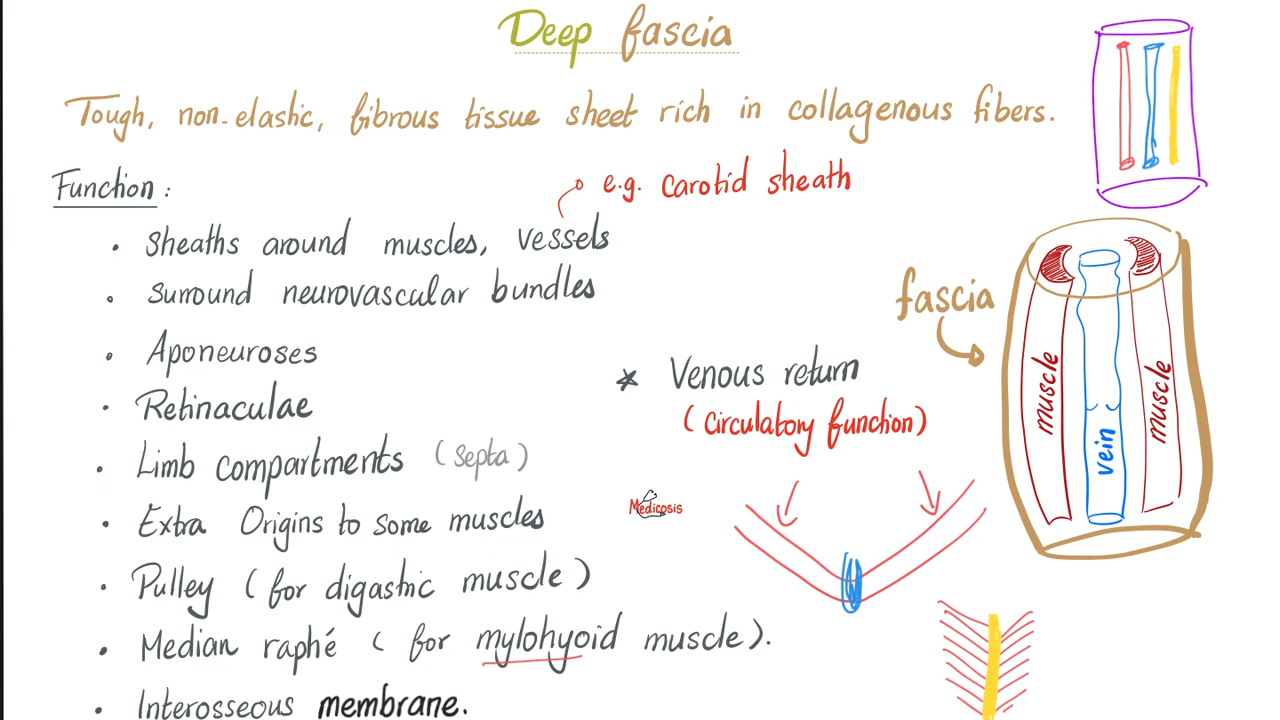 Deep fascia
Tough, non-elastic, fibrous tissue sheet rich in collagenous fibers.
Function:
e.g. carotid sheath
• Sheaths around muscles, vessels
• Surround neurovascular bundles
• Aponeuroses
• Retinaculae
• Limb compartments (septa)
• Extra Origins to some muscles
• Pulley (for digastric muscle)
• Median raphé (for mylohyoid muscle).
• Interosseous membrane.
* Venous return
(circulatory function)
Medicosis
fascia
muscle
vein
muscle